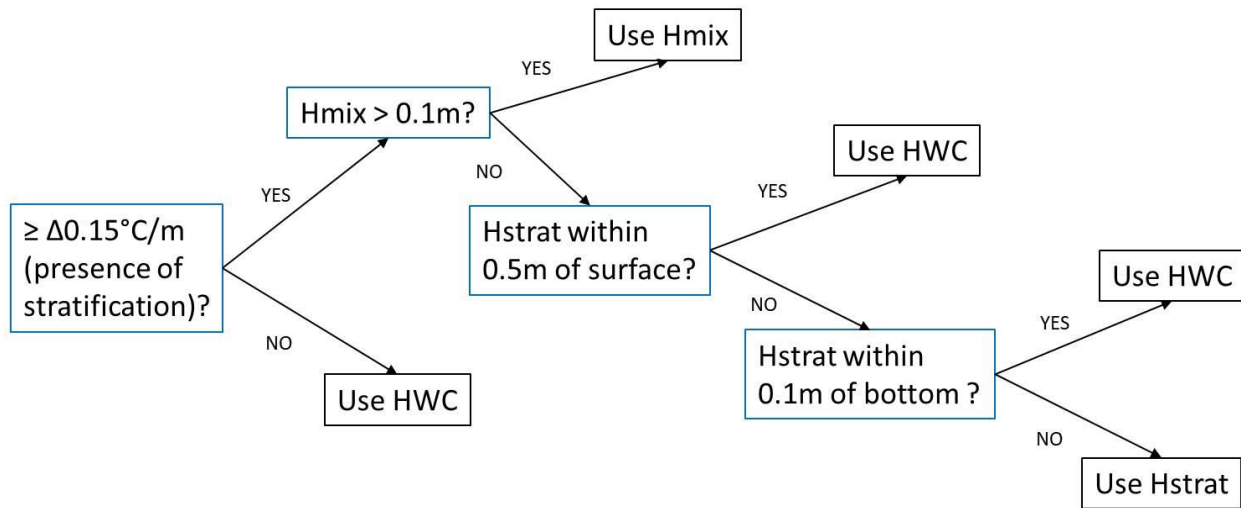 ≥ Δ0.15°C/m
(presence of
stratification)?
YES
NO
Use HWC
Hmix > 0.1m?
YES
NO
Use Hmix
Hstrat within
0.5m of surface?
YES
NO
Use HWC
Hstrat within
0.1m of bottom ?
YES
NO
Use HWC
Use Hstrat